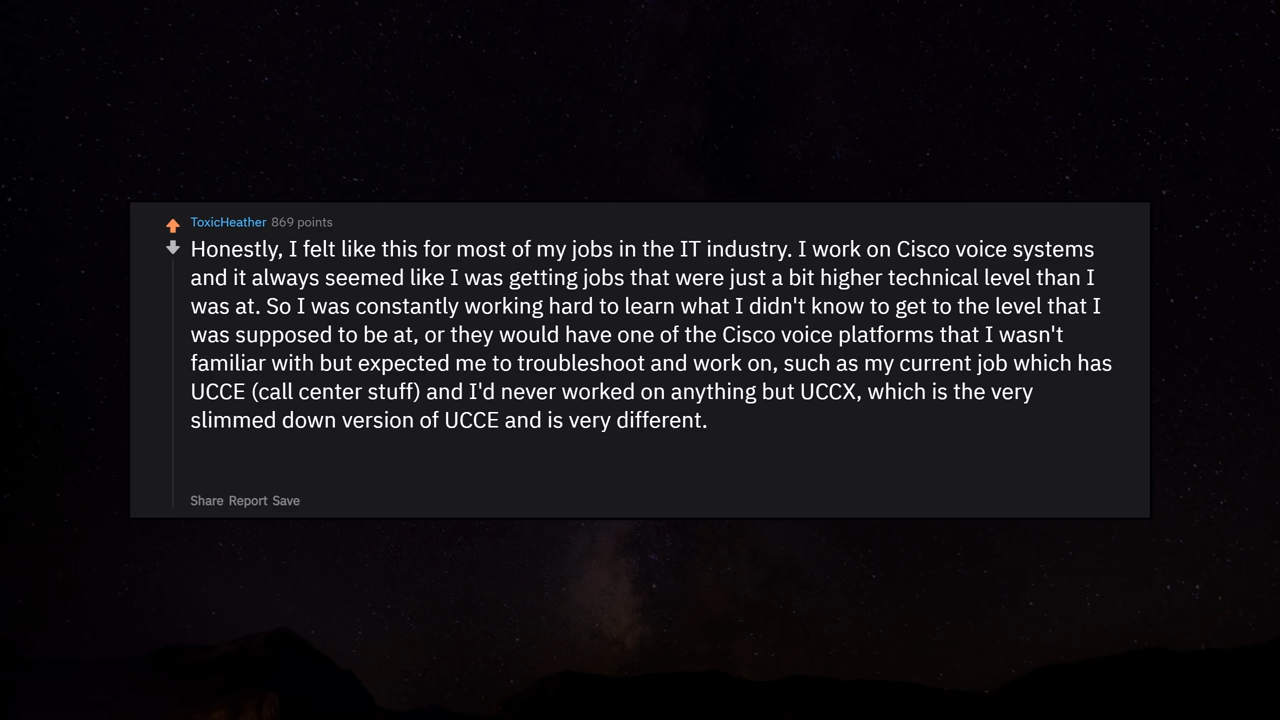 ToxicHeather 869 points
Honestly, I felt like this for most of my jobs in the IT industry. I work on Cisco voice systems
and it always seemed like I was getting jobs that were just a bit higher technical level than I
was at. So I was constantly working hard to learn what I didn't know to get to the level that I
was supposed to be at, or they would have one of the Cisco voice platforms that I wasn't
familiar with but expected me to troubleshoot and work on, such as my current job which has
UCCE (call center stuff) and I'd never worked on anything but UCCX, which is the very
slimmed down version of UCCE and is very different.
Share Report Save